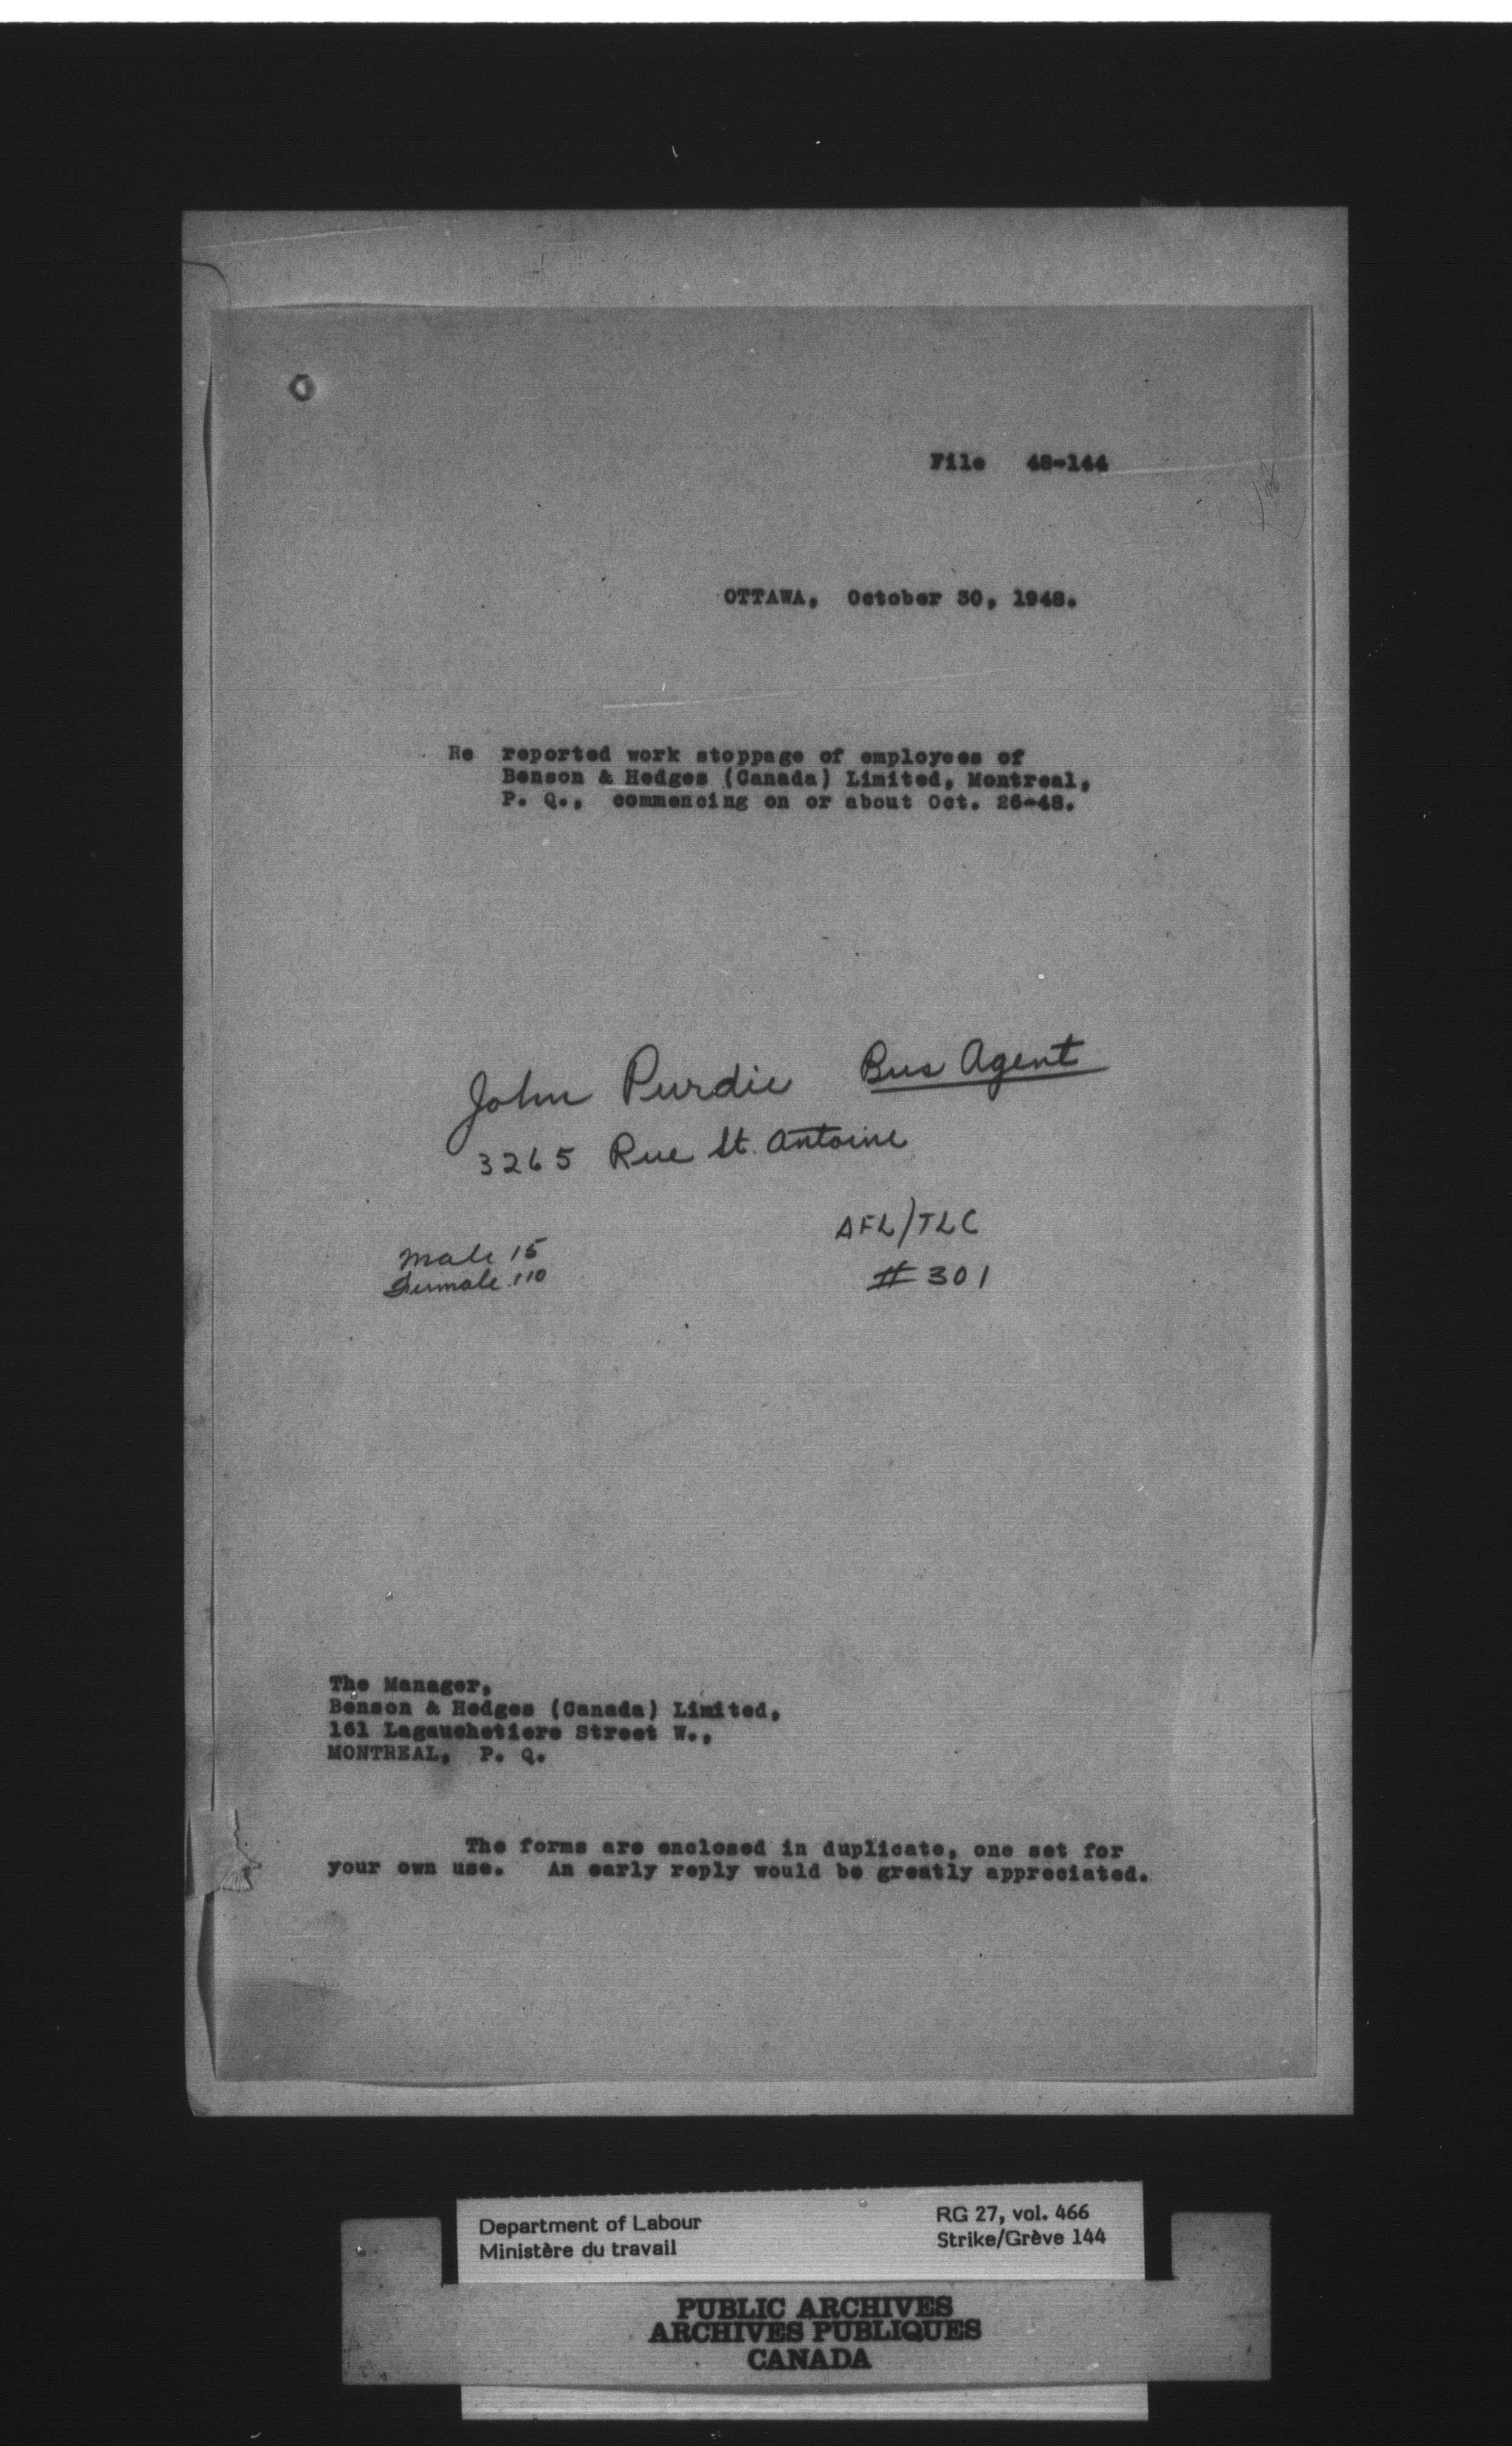 File 48-144
OTTAWA, October 30, 1948.
Re reported work stoppage of employees of
Benson & Hedges (Canada) Limited, Montreal,
P. Q., commencing on or about Oct. 26-48.
John Purdie Bus Agent
3265 Rue St. Antoine
AFL/TLC
Male 15
Female 110
# 301
The Manager,
Benson & Hedges (Canada) Limited,
161 Lagauchetiere Street W.,
MONTREAL, P. Q.
The forms are enclosed in duplicate, one set for
your own use. An early reply would be greatly appreciated.
Department of Labour
Ministère du travail
RG 27, vol. 466
Strike/Grève 144
PUBLIC ARCHIVES
ARCHIVES PUBLIQUES
CANADA